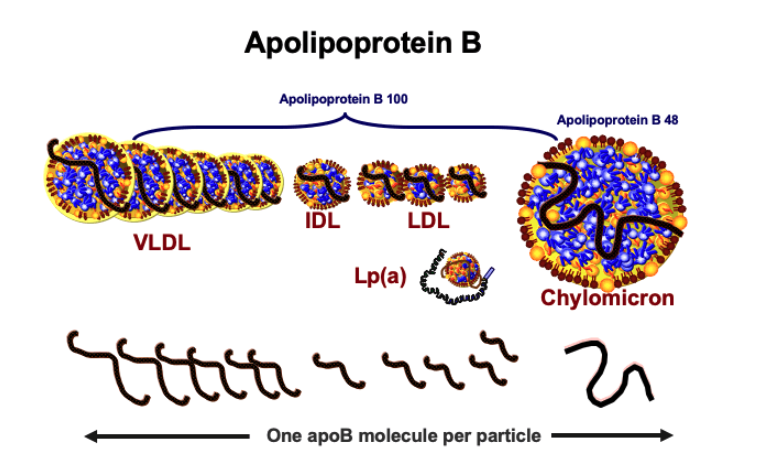 Apolipoprotein B
Apolipoprotein B 100
Apolipoprotein B 48
VLDL
IDL
LDL
Lp(a)
Chylomicron
One apoB molecule per particle